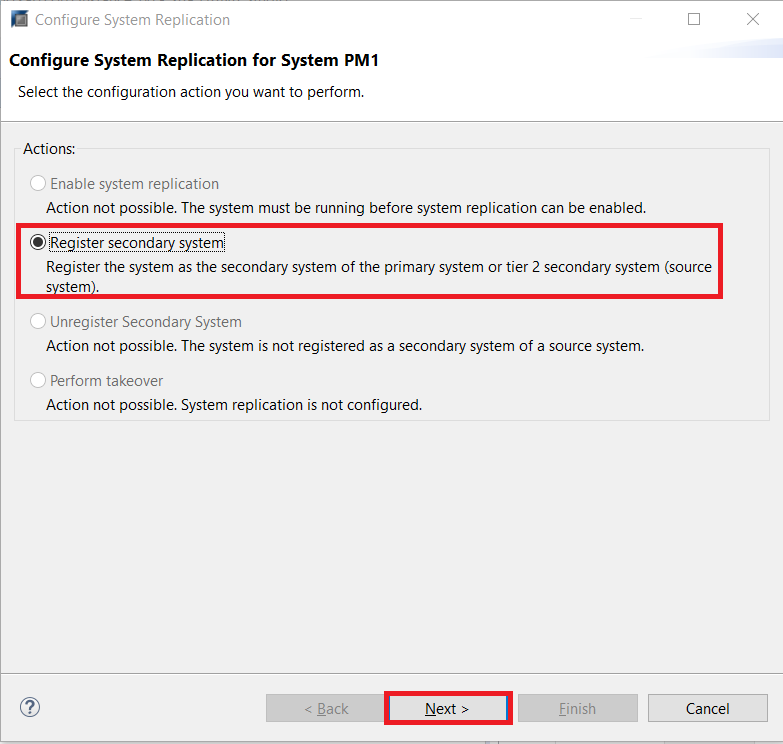 Configure System Replication
Configure System Replication for System PM1
Select the configuration action you want to perform.
Actions:
Enable system replication
Action not possible. The system must be running before system replication can be enabled.
Register secondary system
Register the system as the secondary system of the primary system or tier 2 secondary system (source
system).
Unregister Secondary System
Action not possible. The system is not registered as a secondary system of a source system.
Perform takeover
Action not possible. System replication is not configured.
? < Back Next > Finish Cancel